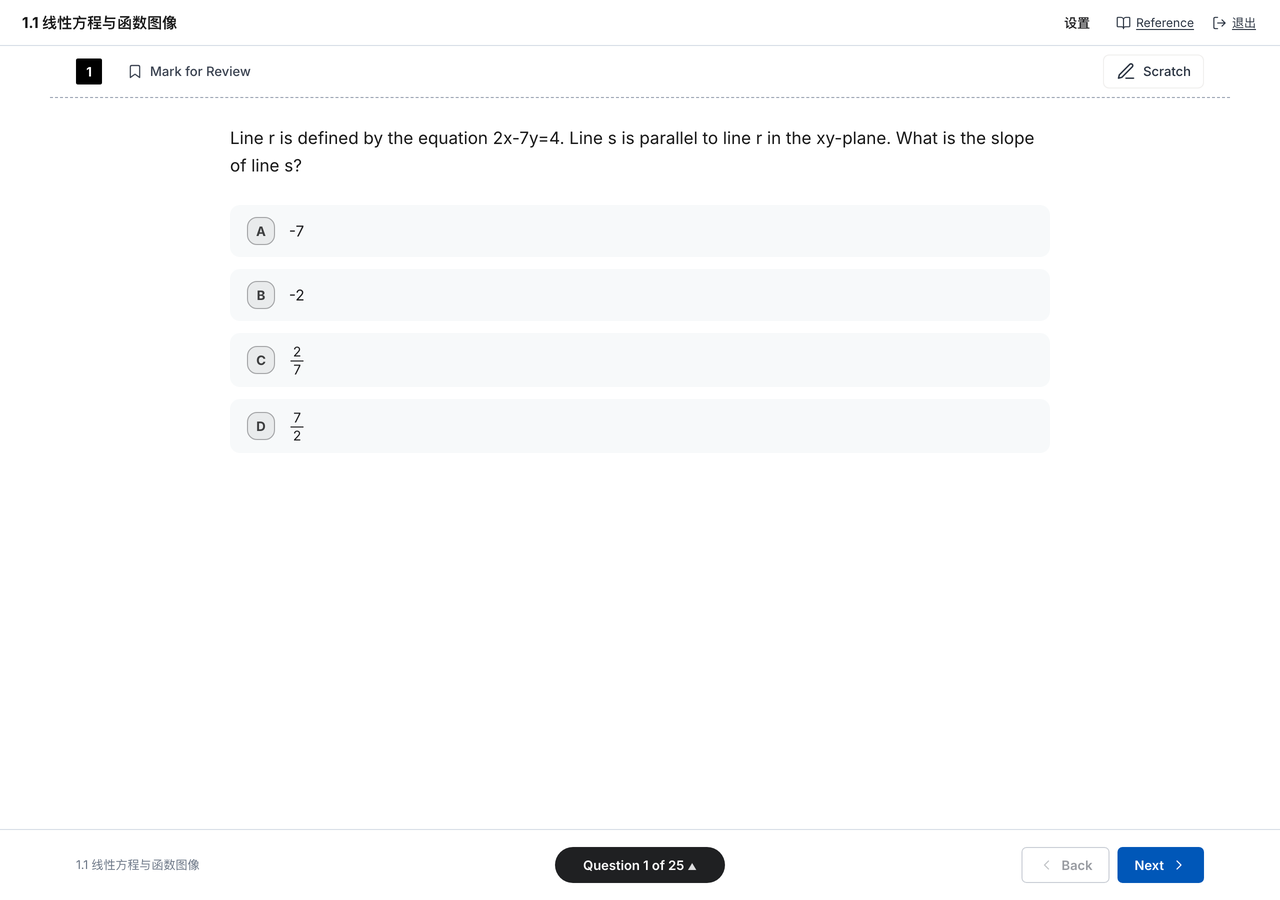 1.1 线性方程与函数图像
设置 Reference 退出
1 Mark for Review Scratch
Line r is defined by the equation 2x-7y=4. Line s is parallel to line r in the xy-plane. What is the slope
of line s?
A -7
B -2
C 2/7
D 7/2
1.1 线性方程与函数图像
Question 1 of 25 ▲
Back Next